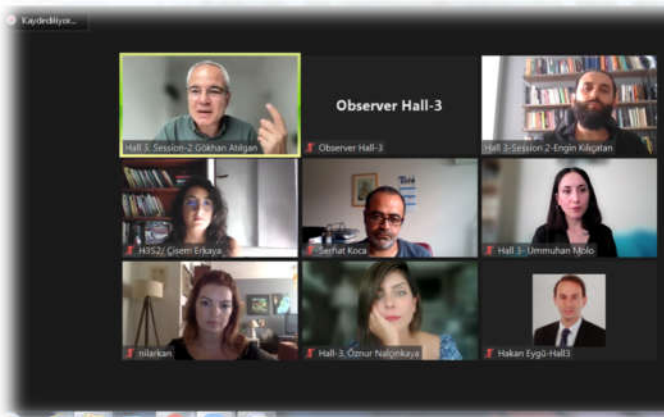 Kaydediliyor...
Hall 3, Session-2 Gökhan Atılgan
Observer Hall-3
Observer Hall-3
Hall 3-Session 2-Engin Kılıçatan
H3S2/ Çisem Erkaya
Serhat Koca
Hall 3- Ummuhan Molo
nilarkan
Hall-3, Öznur Nalçınkaya
Hakan Eygü-Hall3